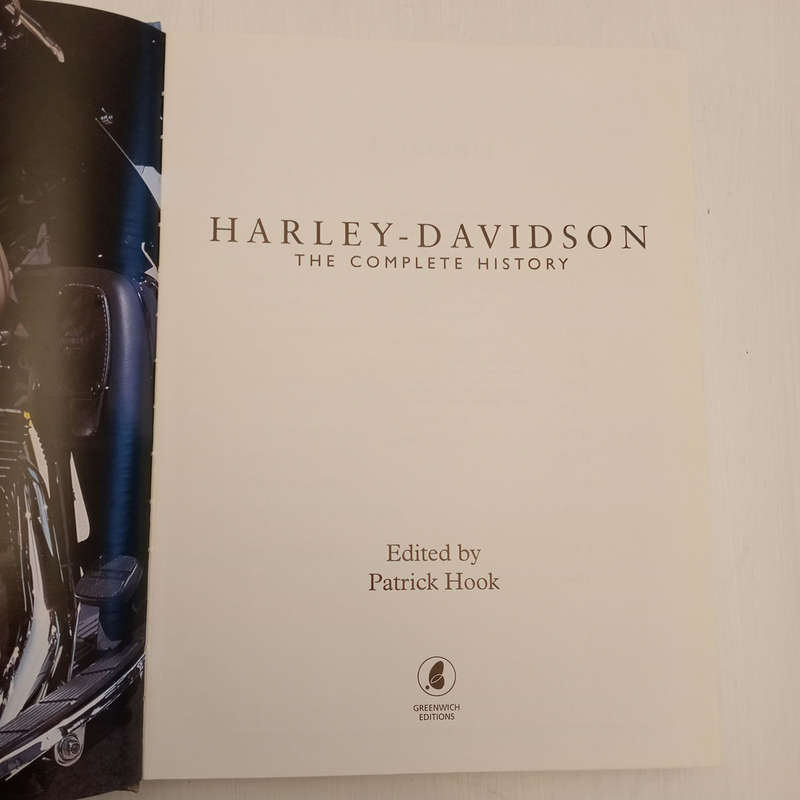 HARLEY-DAVIDSON
THE COMPLETE HISTORY
Edited by
Patrick Hook
GREENWICH
EDITIONS